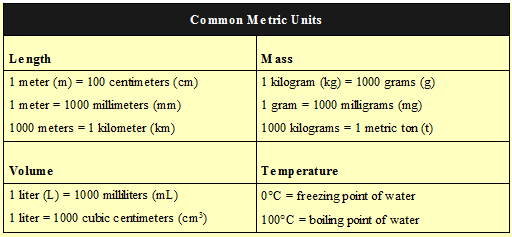 Common Metric Units
Length
1 meter (m) = 100 centimeters (cm)
1 meter = 1000 millimeters (mm)
1000 meters = 1 kilometer (km)
Mass
1 kilogram (kg) = 1000 grams (g)
1 gram = 1000 milligrams (mg)
1000 kilograms = 1 metric ton (t)
Volume
1 liter (L) = 1000 milliliters (mL)
1 liter = 1000 cubic centimeters (cm³)
Temperature
0°C = freezing point of water
100°C = boiling point of water